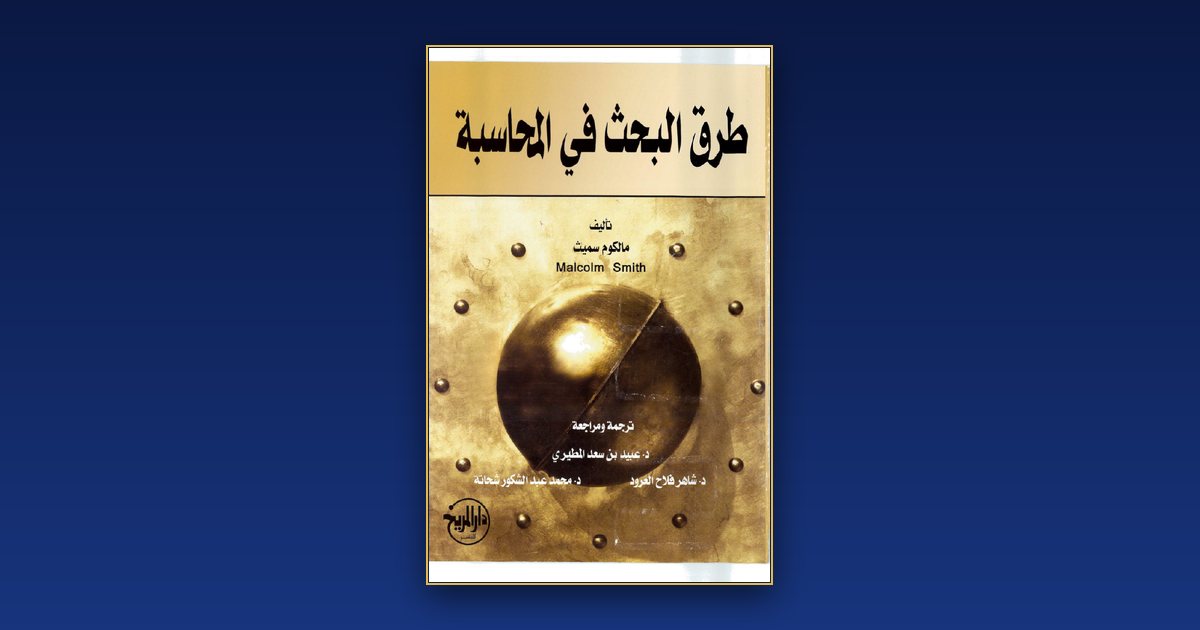 طرق البحث في المحاسبة
تأليف
مالكوم سميث
Malcolm Smith
ترجمة ومراجعة
د. عبيد بن سعد المطيري
د. شاهر فلاح العرود
د. محمد عبد الشكور شحاته
دار المريخ
للنشر